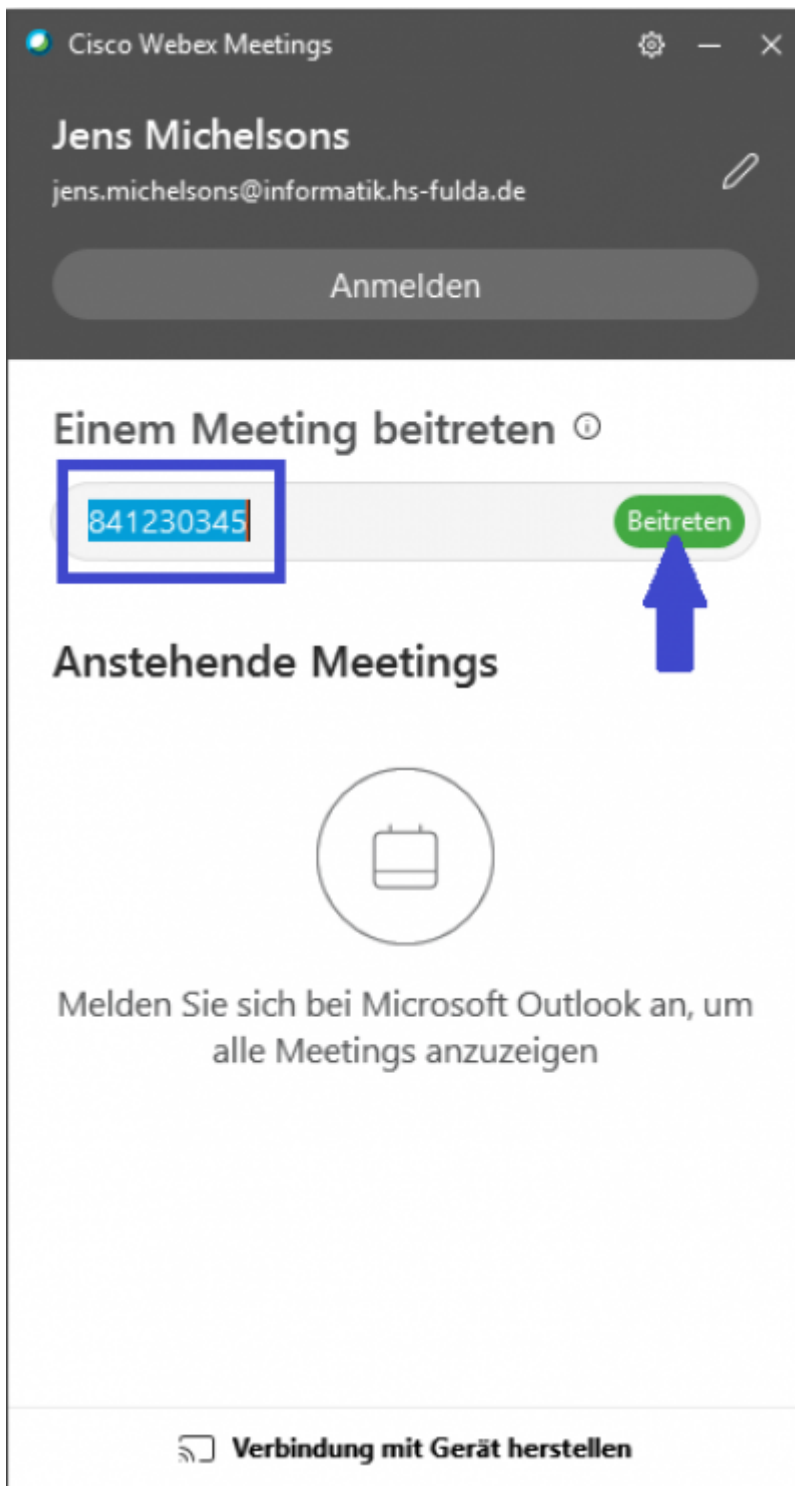 Cisco Webex Meetings
Jens Michelsons
jens.michelsons@informatik.hs-fulda.de
Anmelden
Einem Meeting beitreten
841230345 Beitreten
Anstehende Meetings
Melden Sie sich bei Microsoft Outlook an, um
alle Meetings anzuzeigen
Verbindung mit Gerät herstellen